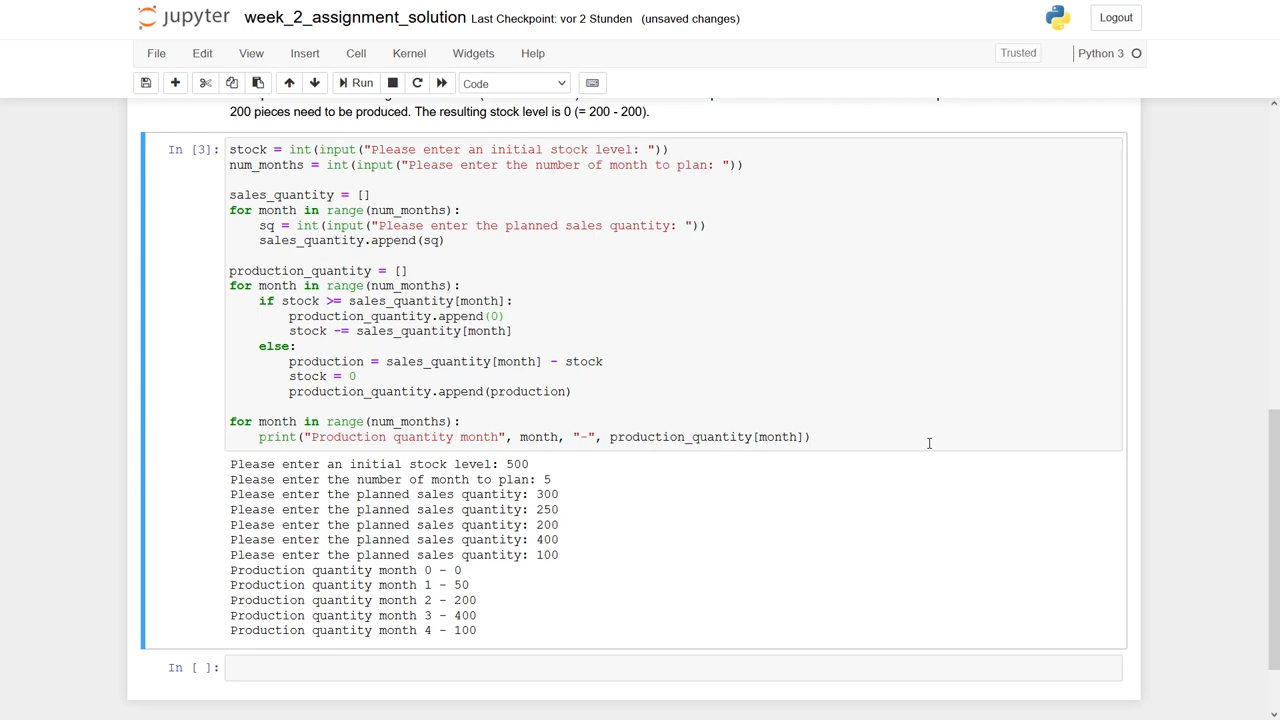 jupyter week_2_assignment_solution Last Checkpoint: vor 2 Stunden (unsaved changes) Logout
File Edit View Insert Cell Kernel Widgets Help Trusted Python 3
Run Code
200 pieces need to be produced. The resulting stock level is 0 (= 200 - 200).
In [3]: stock = int(input("Please enter an initial stock level: "))
num_months = int(input("Please enter the number of month to plan: "))
sales_quantity = []
for month in range(num_months):
    sq = int(input("Please enter the planned sales quantity: "))
    sales_quantity.append(sq)
production_quantity = []
for month in range(num_months):
    if stock >= sales_quantity[month]:
        production_quantity.append(0)
        stock -= sales_quantity[month]
    else:
        production = sales_quantity[month] - stock
        stock = 0
        production_quantity.append(production)
for month in range(num_months):
    print("Production quantity month", month, "-", production_quantity[month])
Please enter an initial stock level: 500
Please enter the number of month to plan: 5
Please enter the planned sales quantity: 300
Please enter the planned sales quantity: 250
Please enter the planned sales quantity: 200
Please enter the planned sales quantity: 400
Please enter the planned sales quantity: 100
Production quantity month 0 - 0
Production quantity month 1 - 50
Production quantity month 2 - 200
Production quantity month 3 - 400
Production quantity month 4 - 100
In [ ]: